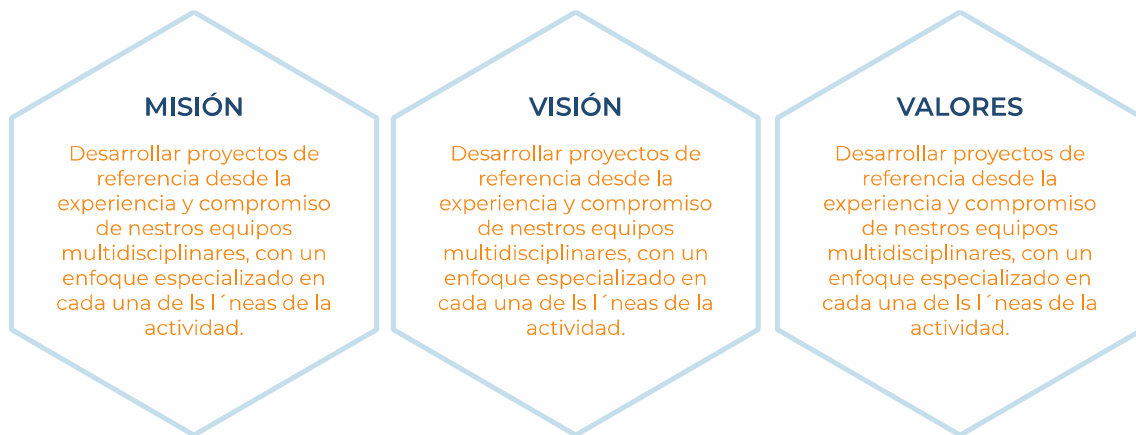 MISIÓN
Desarrollar proyectos de
referencia desde la
experiencia y compromiso
de nestros equipos
multidisciplinares, con un
enfoque especializado en
cada una de ls l ´neas de la
actividad.
VISIÓN
Desarrollar proyectos de
referencia desde la
experiencia y compromiso
de nestros equipos
multidisciplinares, con un
enfoque especializado en
cada una de ls l ´neas de la
actividad.
VALORES
Desarrollar proyectos de
referencia desde la
experiencia y compromiso
de nestros equipos
multidisciplinares, con un
enfoque especializado en
cada una de ls l ´neas de la
actividad.